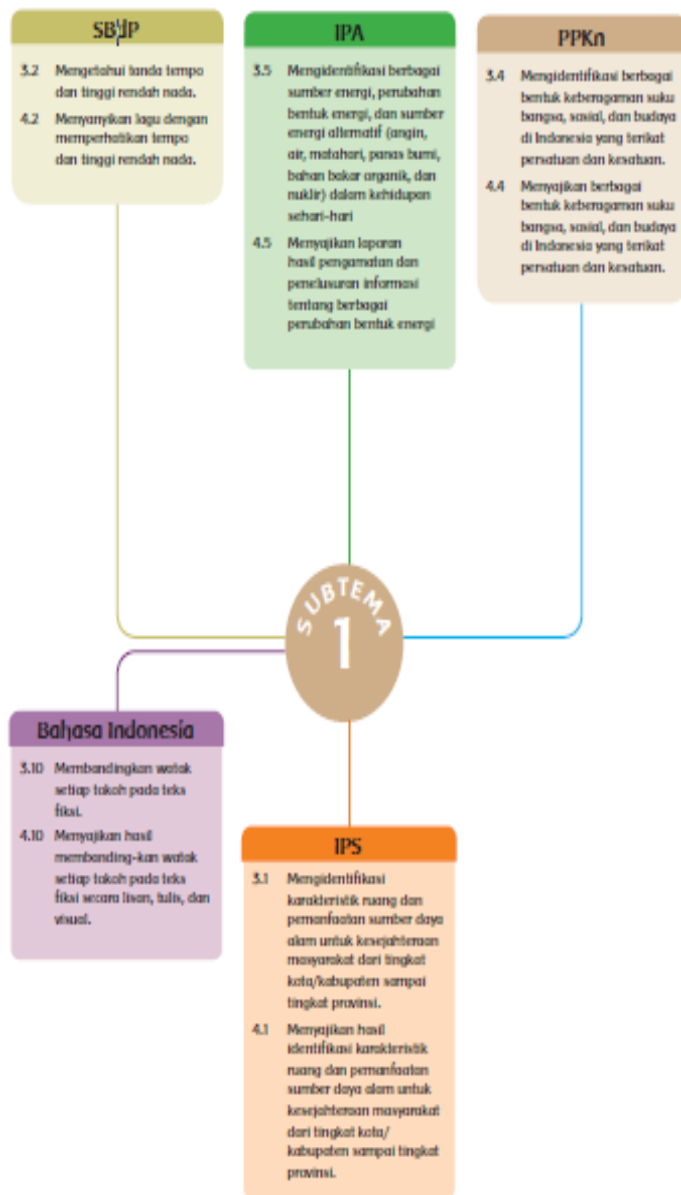 SBdP
3.2 Mengetahui tanda tempo
dan tinggi rendah nada.
4.2 Menyanyikan lagu dengan
memperhatikan tempo
dan tinggi rendah nada.
IPA
3.5 Mengidentifikasi berbagai
sumber energi, perubahan
bentuk energi, dan sumber
energi alternatif (angin,
air, matahari, panas bumi,
bahan bakar organik, dan
nuklir) dalam kehidupan
sehari-hari
4.5 Menyajikan laporan
hasil pengamatan dan
penelusuran informasi
tentang berbagai
perubahan bentuk energi
PPKn
3.4 Mengidentifikasi berbagai
bentuk keberagaman suku
bangsa, sosial, dan budaya
di Indonesia yang terikat
persatuan dan kesatuan.
4.4 Menyajikan berbagai
bentuk keberagaman suku
bangsa, sosial, dan budaya
di Indonesia yang terikat
persatuan dan kesatuan.
SUBTEMA
1
Bahasa Indonesia
3.10 Membandingkan watak
setiap tokoh pada teks
fiksi.
4.10 Menyajikan hasil
membanding-kan watak
setiap tokoh pada teks
fiksi secara lisan, tulis, dan
visual.
IPS
3.1 Mengidentifikasi
karakteristik ruang dan
pemanfaatan sumber daya
alam untuk kesejahteraan
masyarakat dari tingkat
kota/kabupaten sampai
tingkat provinsi.
4.1 Menyajikan hasil
identifikasi karakteristik
ruang dan pemanfaatan
sumber daya alam untuk
kesejahteraan masyarakat
dari tingkat kota/
kabupaten sampai tingkat
provinsi.